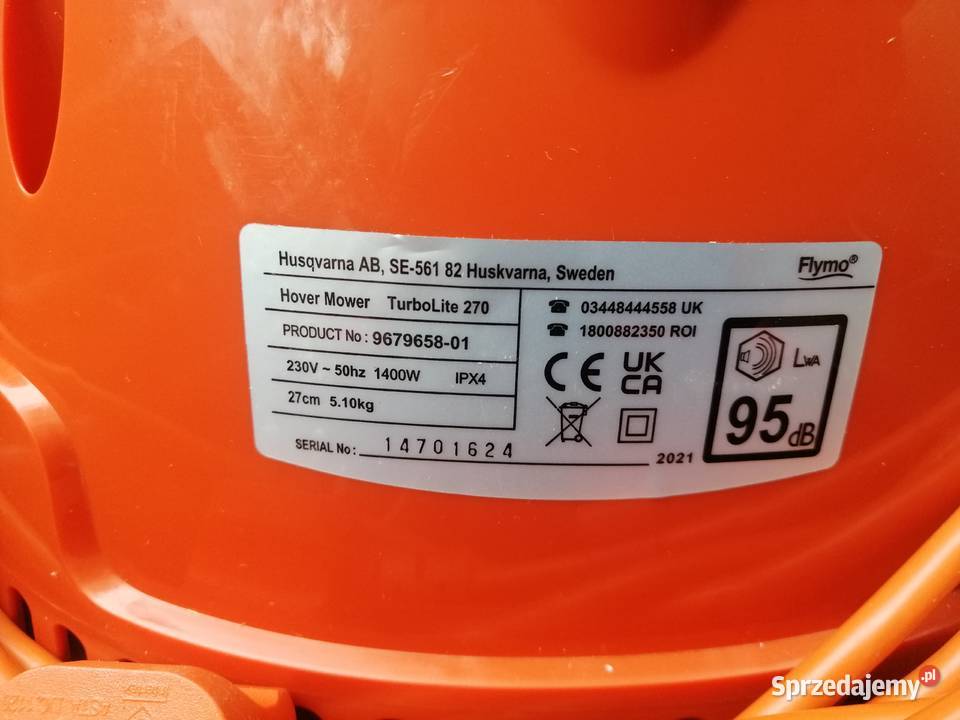 Husqvarna AB, SE-561 82 Huskvarna, Sweden
Flymo®
Hover Mower TurboLite 270
PRODUCT No : 9679658-01
230V ~ 50hz 1400W IPX4
27cm 5.10kg
SERIAL No : 14701624
2021
☎ 03448444558 UK
☎ 1800882350 ROI
CE UK
CA
LWA
95dB
Sprzedajemy.pl